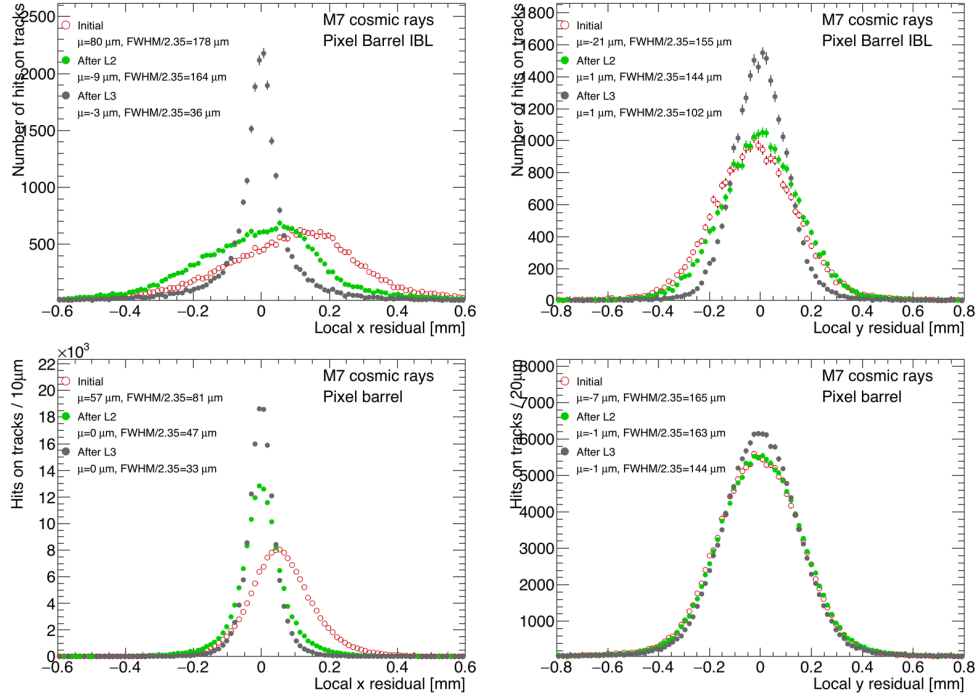 Number of hits on tracks
2500
2000
1500
1000
500
0
Initial
μ=80 μm, FWHM/2.35=178 μm
After L2
μ=-9 μm, FWHM/2.35=164 μm
After L3
μ=-3 μm, FWHM/2.35=36 μm
M7 cosmic rays
Pixel Barrel IBL
−0.6 −0.4 −0.2 0 0.2 0.4 0.6
Local x residual [mm]
Number of hits on tracks
1800
1600
1400
1200
1000
800
600
400
200
0
Initial
μ=-21 μm, FWHM/2.35=155 μm
After L2
μ=1 μm, FWHM/2.35=144 μm
After L3
μ=1 μm, FWHM/2.35=102 μm
M7 cosmic rays
Pixel Barrel IBL
−0.8 −0.6 −0.4 −0.2 0 0.2 0.4 0.6 0.8
Local y residual [mm]
×10³
Hits on tracks / 10μm
22
20
18
16
14
12
10
8
6
4
2
0
Initial
μ=57 μm, FWHM/2.35=81 μm
After L2
μ=0 μm, FWHM/2.35=47 μm
After L3
μ=0 μm, FWHM/2.35=33 μm
M7 cosmic rays
Pixel barrel
−0.6 −0.4 −0.2 0 0.2 0.4 0.6
Local x residual [mm]
Hits on tracks / 20μm
8000
7000
6000
5000
4000
3000
2000
1000
Initial
μ=-7 μm, FWHM/2.35=165 μm
After L2
μ=-1 μm, FWHM/2.35=163 μm
After L3
μ=-1 μm, FWHM/2.35=144 μm
M7 cosmic rays
Pixel barrel
−0.8 −0.6 −0.4 −0.2 0 0.2 0.4 0.6 0.8
Local y residual [mm]